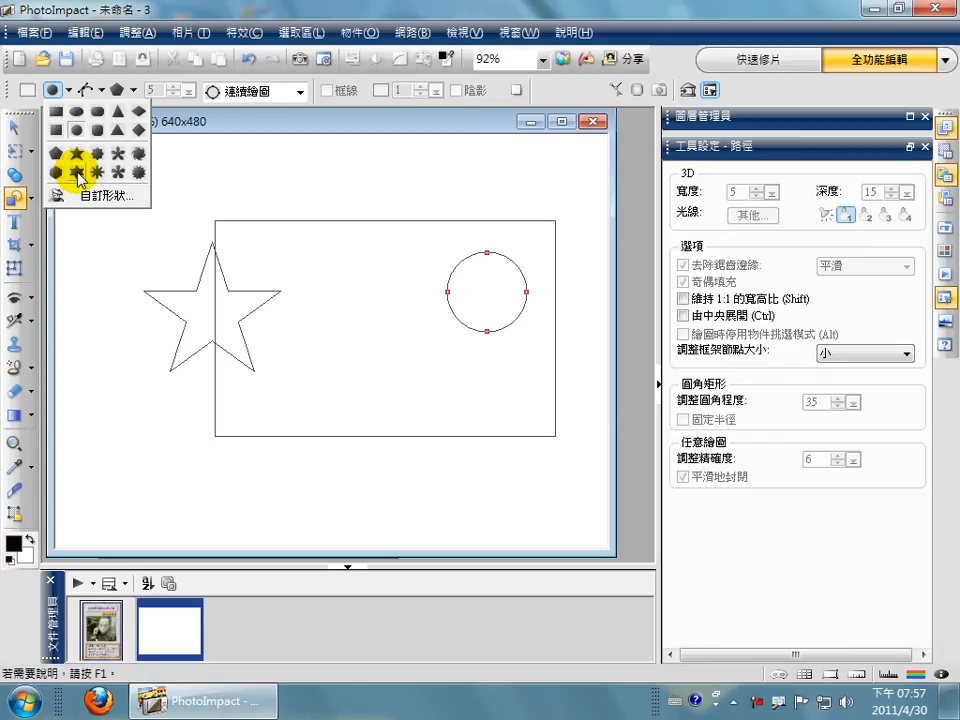 PhotoImpact - 未命名 - 3
檔案(F) 編輯(E) 調整(A) 相片(T) 特效(C) 選取區(L) 物件(O) 網路(B) 檢視(V) 視窗(W) 說明(H)
92% 分享 快速修片 全功能編輯
5 連續繪圖 框線 1 陰影
%) 640x480
自訂形狀...
圖層管理員
工具設定 - 路徑
3D
寬度: 5 深度: 15
光線: 其他... 1 2 3 4
選項
去除鋸齒邊緣: 平滑
奇偶填充
維持 1:1 的寬高比 (Shift)
由中央展開 (Ctrl)
繪圖時停用物件挑選模式 (Alt)
調整框架節點大小: 小
圓角矩形
調整圓角程度: 35
固定半徑
任意繪圖
調整精確度: 6
平滑地封閉
文件管理員
若需要說明,請按 F1。
PhotoImpact - ...
下午 07:57
2011/4/30